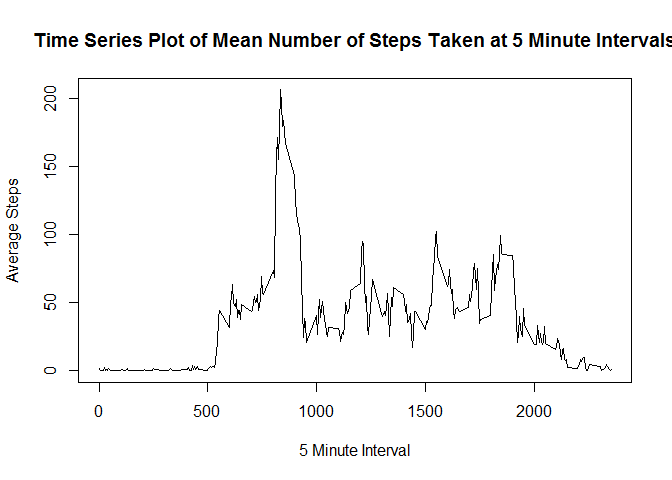 Time Series Plot of Mean Number of Steps Taken at 5 Minute Intervals
Average Steps
200
150
100
50
0
0 500 1000 1500 2000
5 Minute Interval